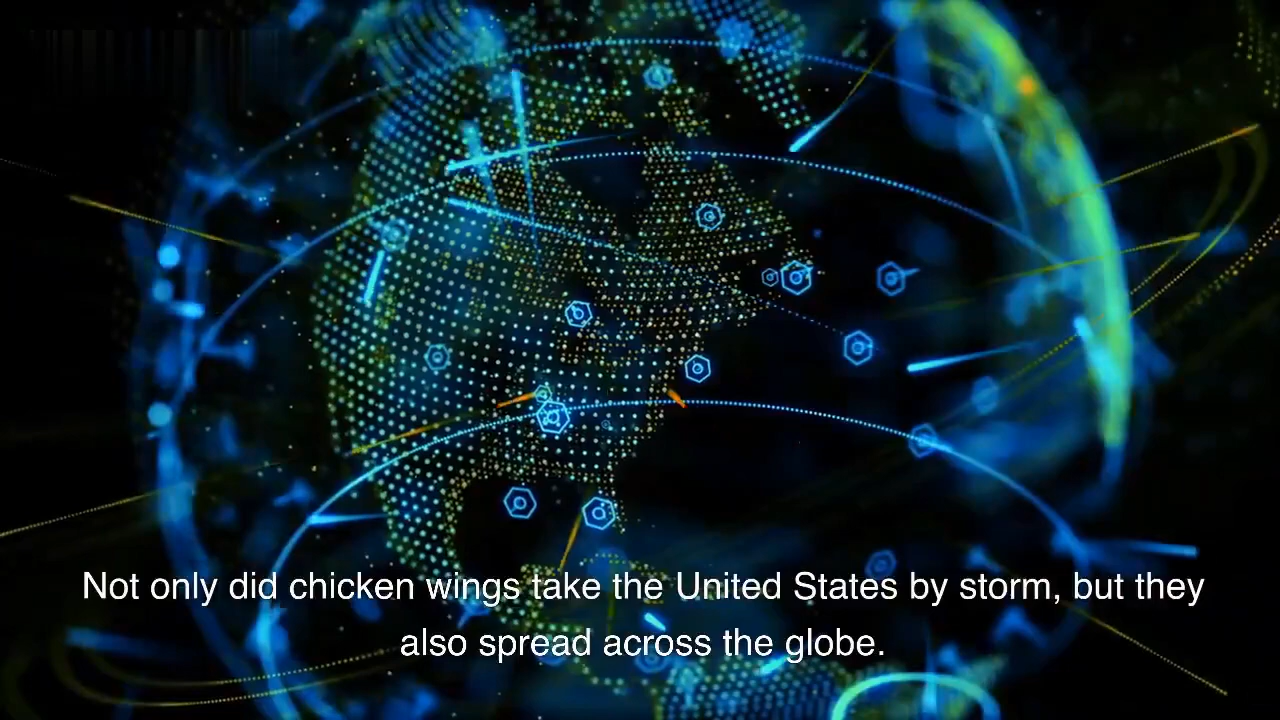 Not only did chicken wings take the United States by storm, but they
also spread across the globe.